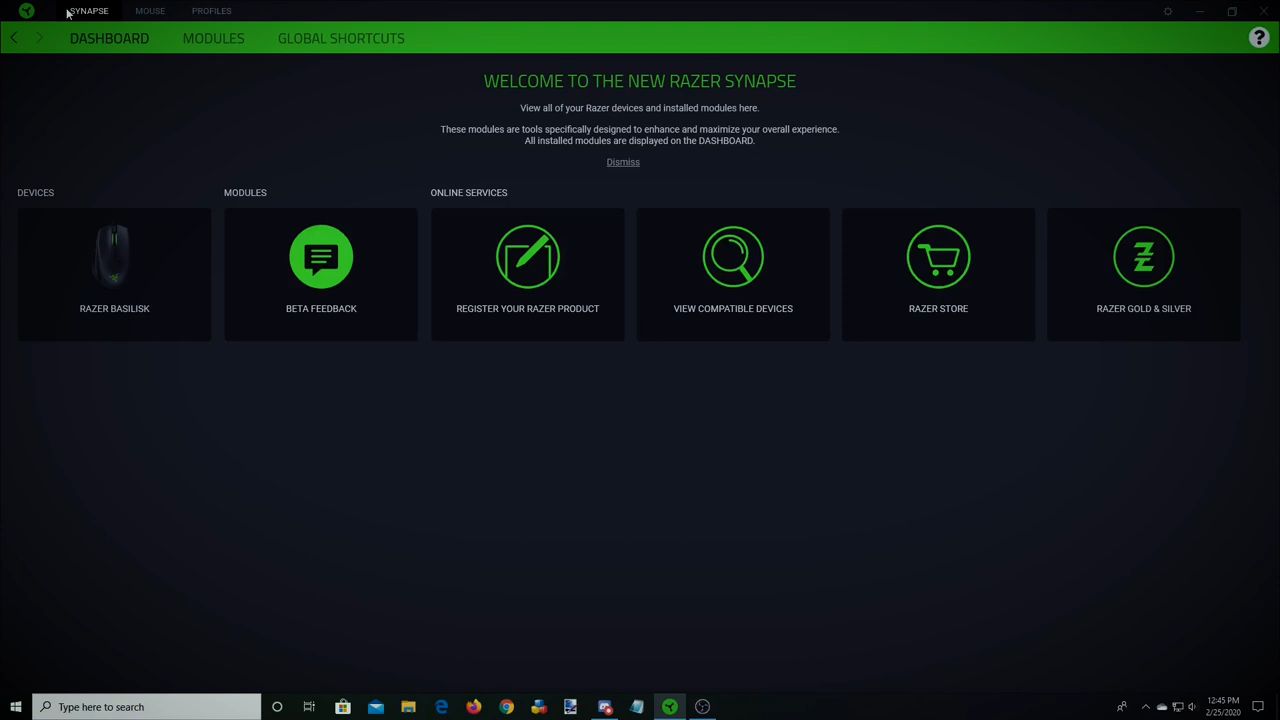 SYNAPSE MOUSE PROFILES
DASHBOARD MODULES GLOBAL SHORTCUTS
?
WELCOME TO THE NEW RAZER SYNAPSE
View all of your Razer devices and installed modules here.
These modules are tools specifically designed to enhance and maximize your overall experience.
All installed modules are displayed on the DASHBOARD.
Dismiss
DEVICES MODULES ONLINE SERVICES
RAZER BASILISK BETA FEEDBACK REGISTER YOUR RAZER PRODUCT VIEW COMPATIBLE DEVICES RAZER STORE RAZER GOLD & SILVER
Type here to search
12:45 PM
2/25/2020